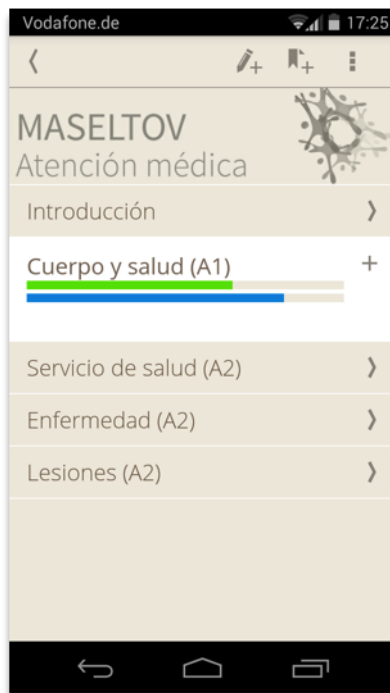 Vodafone.de 17:25
MASELTOV
Atención médica
Introducción
Cuerpo y salud (A1)
Servicio de salud (A2)
Enfermedad (A2)
Lesiones (A2)